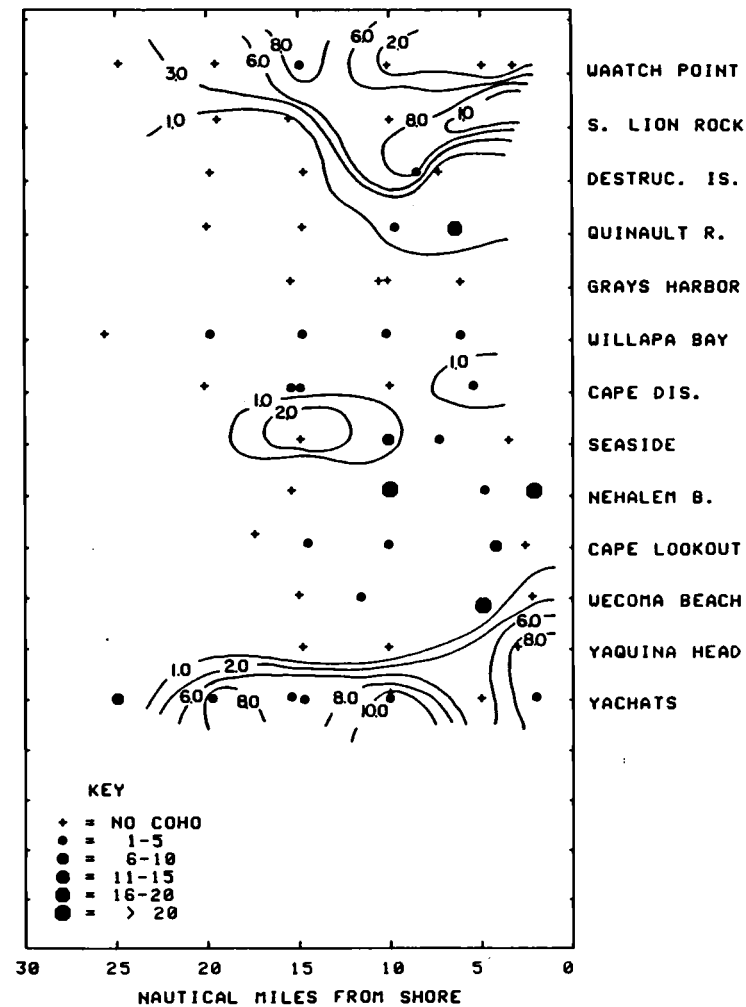 8.0
6.0
6.0
2.0
3.0
WAATCH POINT
1.0
8.0
1.0
S. LION ROCK
DESTRUC. IS.
QUINAULT R.
GRAYS HARBOR
WILLAPA BAY
1.0
CAPE DIS.
1.0
2.0
SEASIDE
NEHALEM B.
CAPE LOOKOUT
WECOMA BEACH
6.0
8.0
YAQUINA HEAD
1.0
2.0
6.0
8.0
8.0
10.0
YACHATS
KEY
+ = NO COHO
● = 1-5
● = 6-10
● = 11-15
● = 16-20
● = > 20
30 25 20 15 10 5 0
NAUTICAL MILES FROM SHORE